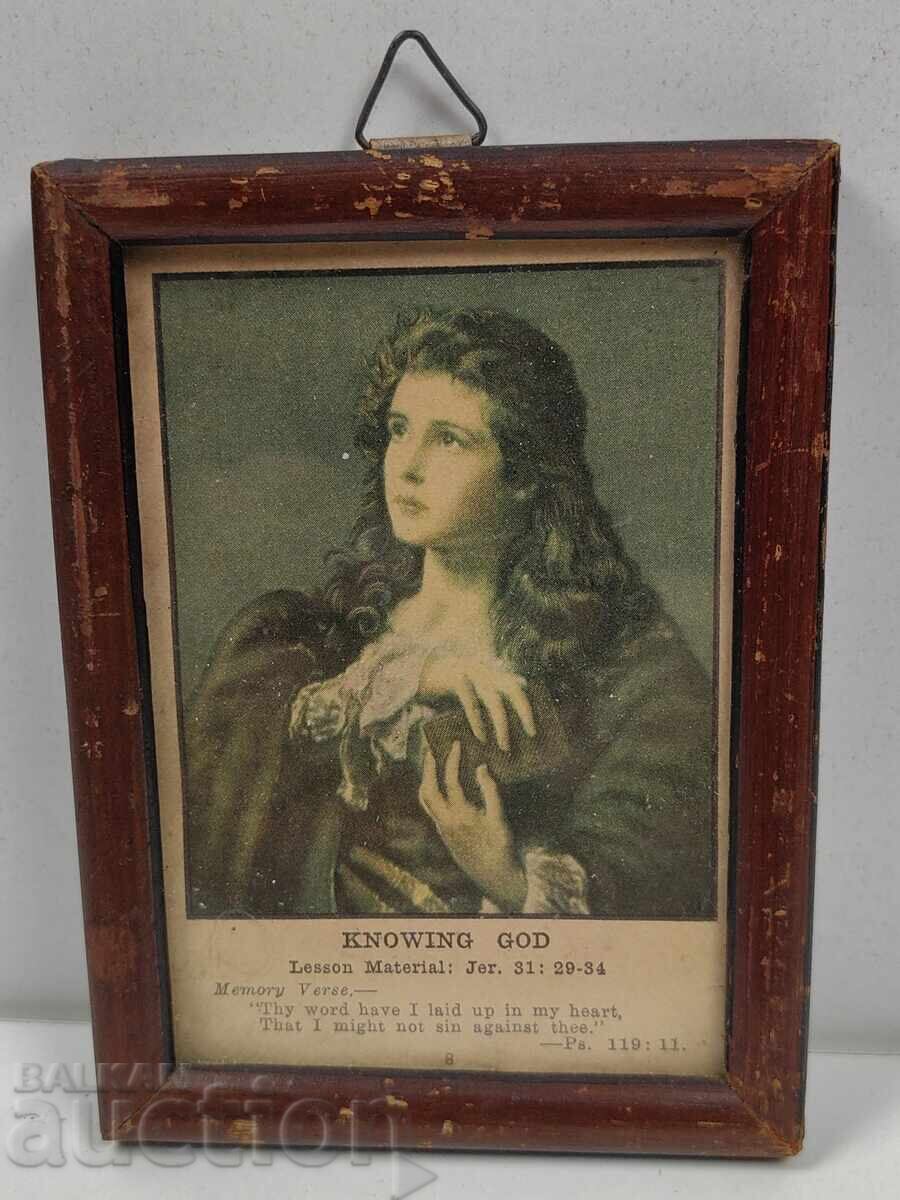 KNOWING GOD
Lesson Material: Jer. 31: 29-34
Memory Verse,—
"Thy word have I laid up in my heart,
That I might not sin against thee."
—Ps. 119: 11.
8
BALKAN
auction